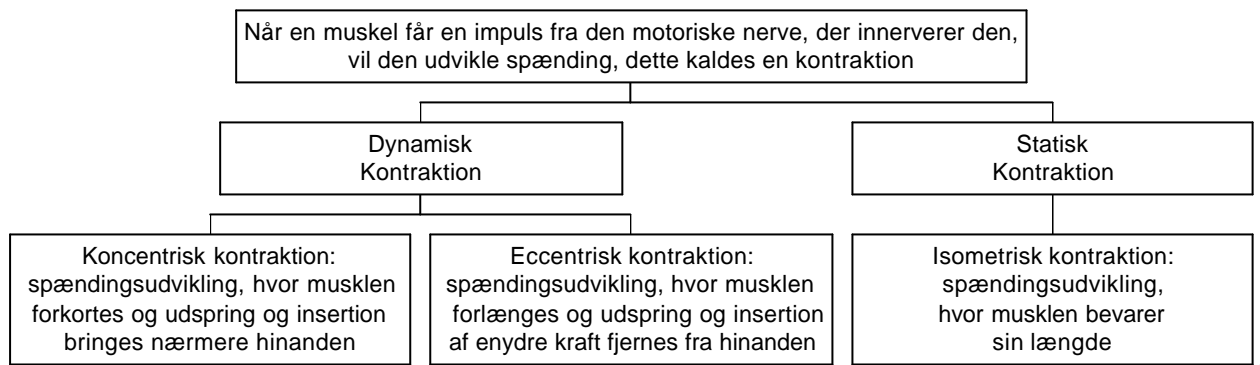 Når en muskel får en impuls fra den motoriske nerve, der innerverer den,
vil den udvikle spænding, dette kaldes en kontraktion
Dynamisk
Kontraktion
Statisk
Kontraktion
Koncentrisk kontraktion:
spændingsudvikling, hvor musklen
forkortes og udspring og insertion
bringes nærmere hinanden
Eccentrisk kontraktion:
spændingsudvikling, hvor musklen
forlænges og udspring og insertion
af enydre kraft fjernes fra hinanden
Isometrisk kontraktion:
spændingsudvikling,
hvor musklen bevarer
sin længde